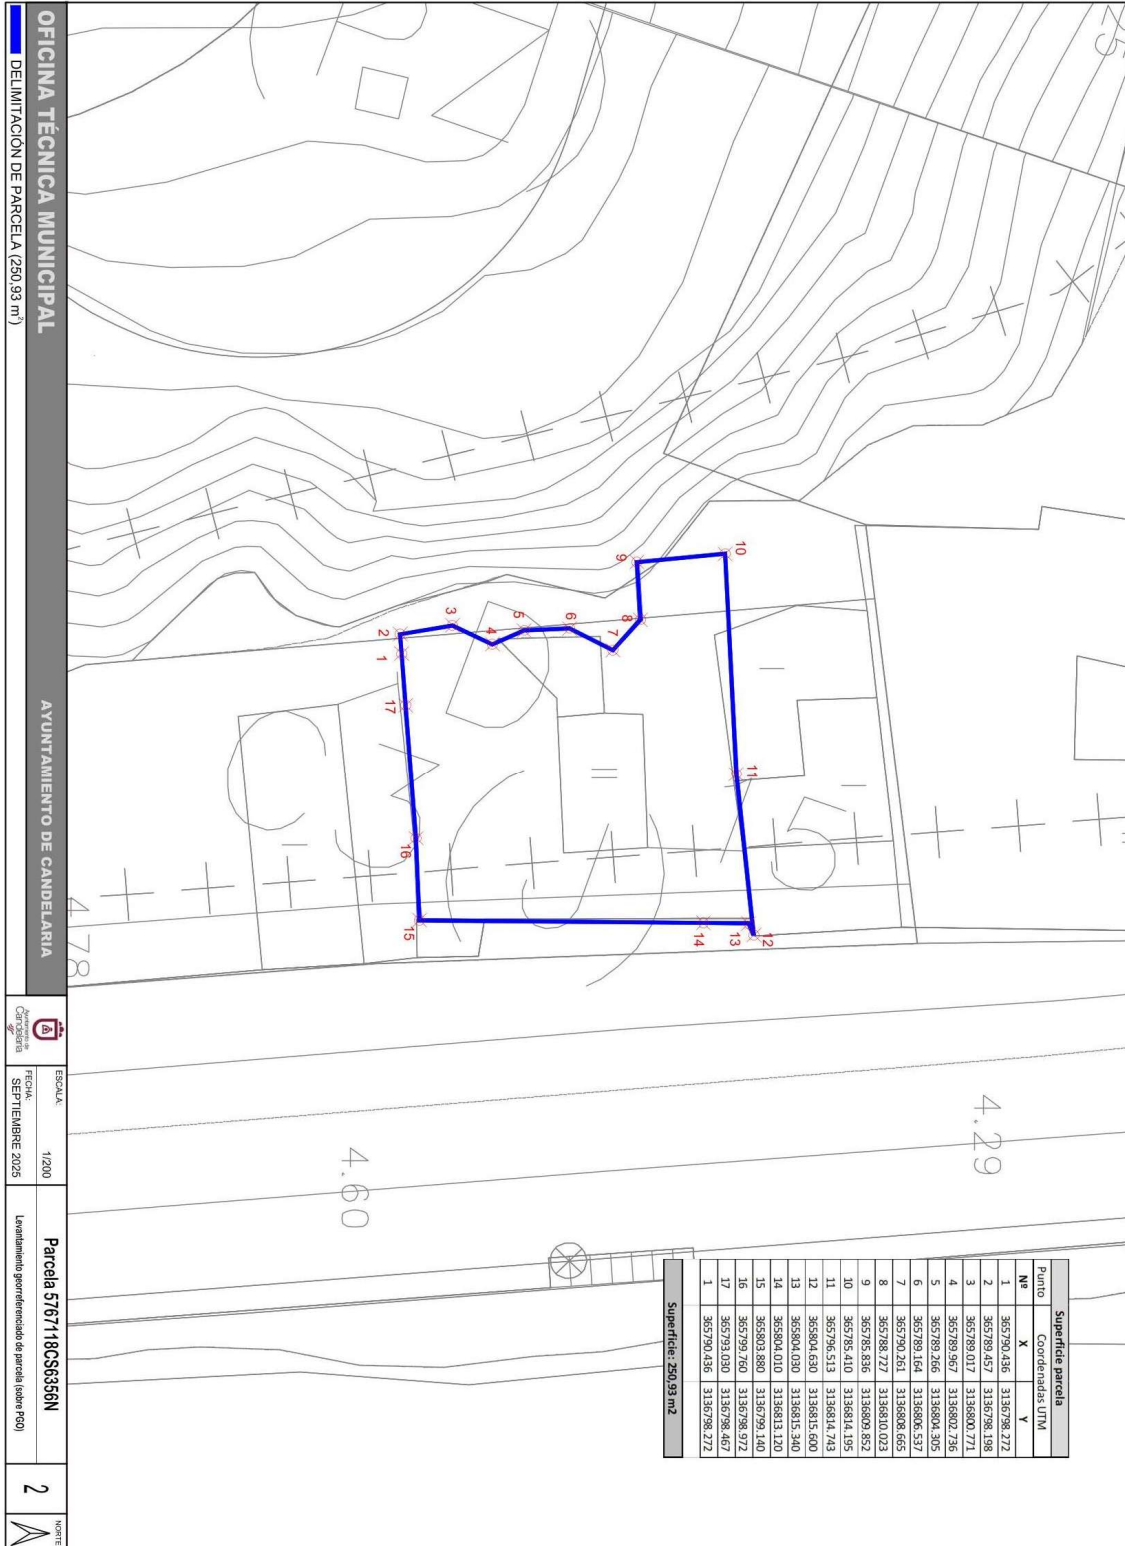 OFICINA TÉCNICA MUNICIPAL
AYUNTAMIENTO DE CANDELARIA
DELIMITACIÓN DE PARCELA (250,93 m²)
Ayuntamiento de
Candelaria
ESCALA:
1/200
FECHA:
SEPTIEMBRE 2025
Parcela 5767118CS6356N
Levantamiento georreferenciado de parcela (sobre PGO)
2
NORTE
Superficie parcela
Punto Coordenadas UTM
Nº X Y
1 365790.436 3136798.272
2 365789.457 3136798.198
3 365789.017 3136800.771
4 365789.967 3136802.736
5 365789.266 3136804.305
6 365789.164 3136806.537
7 365790.261 3136808.665
8 365788.727 3136810.023
9 365785.836 3136809.852
10 365785.410 3136814.195
11 365796.513 3136814.743
12 365804.630 3136815.600
13 365804.030 3136815.340
14 365804.010 3136813.120
15 365803.880 3136799.140
16 365799.760 3136798.972
17 365793.030 3136798.467
1 365790.436 3136798.272
Superficie: 250,93 m2
10
9
8
7
6
5
4
3
2
1
17
16
15
14
13
12
11
I
I
II
I
4.78
4.60
4.29